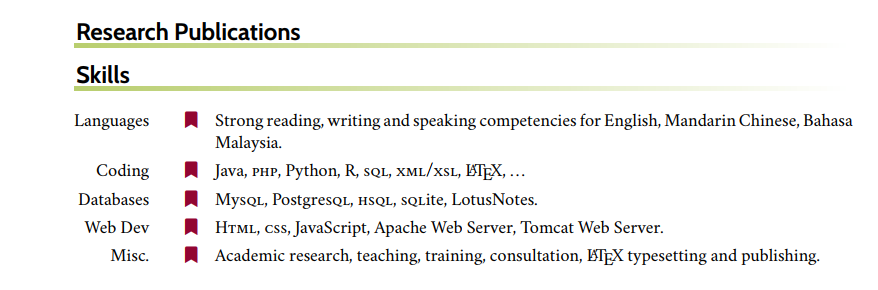 Research Publications
Skills
Languages Strong reading, writing and speaking competencies for English, Mandarin Chinese, Bahasa
Malaysia.
Coding Java, PHP, Python, R, SQL, XML/XSL, LATEX, …
Databases MySQL, PostgreSQL, HSQL, SQLite, LotusNotes.
Web Dev HTML, CSS, JavaScript, Apache Web Server, Tomcat Web Server.
Misc. Academic research, teaching, training, consultation, LATEX typesetting and publishing.